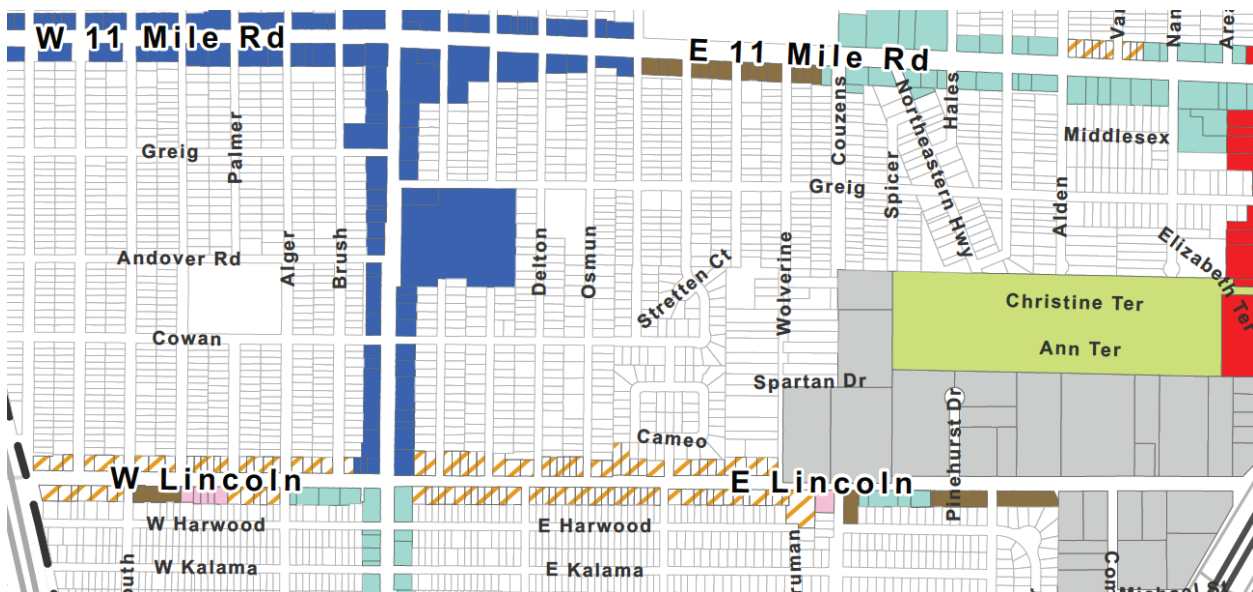 W 11 Mile Rd
E 11 Mile Rd
Greig
Palmer
Couzens
Northeastern Hwy
Hales
Middlesex
Greig
Spicer
Alden
Andover Rd
Alger
Brush
Delton
Osmun
Stretten Ct
Wolverine
Elizabeth Ter
Christine Ter
Cowan
Ann Ter
Spartan Dr
Pinehurst Dr
Cameo
W Lincoln
E Lincoln
W Harwood
E Harwood
W Kalama
E Kalama